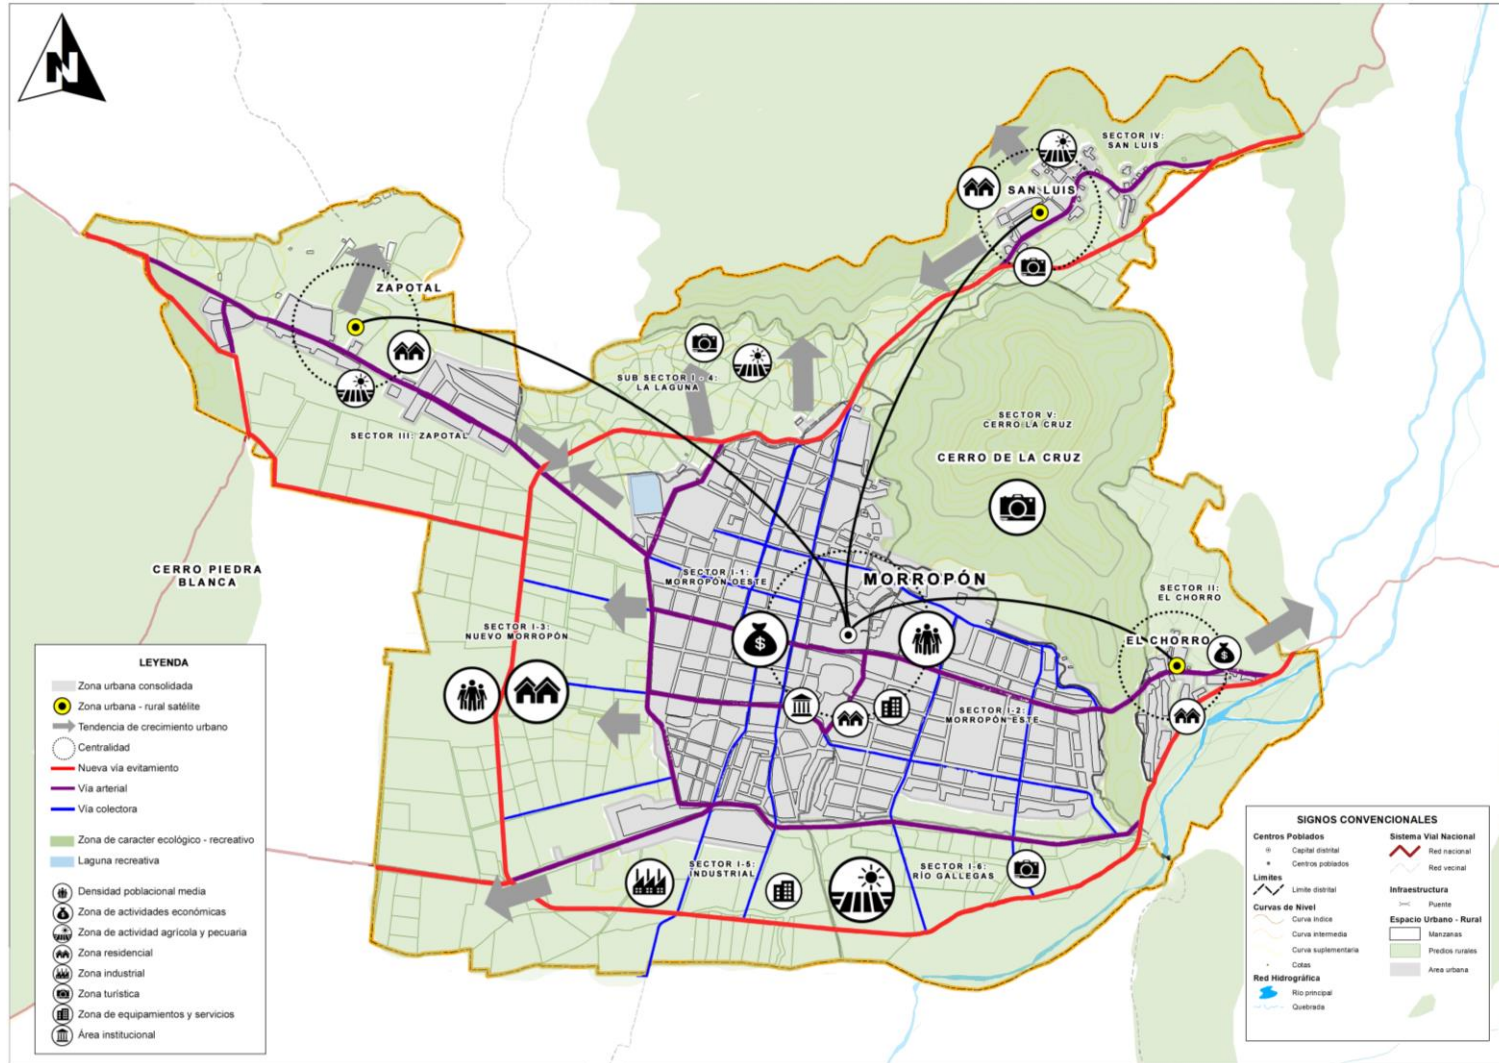 N
SECTOR IV:
SAN LUIS
SAN LUIS
ZAPOTAL
SUB SECTOR I - 4:
LA LAGUNA
SECTOR III: ZAPOTAL
SECTOR V:
CERRO LA CRUZ
CERRO DE LA CRUZ
CERRO PIEDRA
BLANCA
SECTOR I-1:
MORROPÓN OESTE
MORROPÓN
SECTOR II:
EL CHORRO
EL CHORRO
SECTOR I-3:
NUEVO MORROPÓN
SECTOR I-2:
MORROPÓN ESTE
SECTOR I-5:
INDUSTRIAL
SECTOR I-6:
RÍO GALLEGAS
LEYENDA
Zona urbana consolidada
Zona urbana - rural satélite
Tendencia de crecimiento urbano
Centralidad
Nueva vía evitamiento
Vía arterial
Vía colectora
Zona de caracter ecológico - recreativo
Laguna recreativa
Densidad poblacional media
Zona de actividades económicas
Zona de actividad agrícola y pecuaria
Zona residencial
Zona industrial
Zona turística
Zona de equipamientos y servicios
Área institucional
SIGNOS CONVENCIONALES
Centros Poblados
Capital distrital
Centros poblados
Limites
Limite distrital
Curvas de Nivel
Curva índice
Curva intermedia
Curva suplementaria
Cotas
Red Hidrográfica
Río principal
Quebrada
Sistema Vial Nacional
Red nacional
Red vecinal
Infraestructura
Puente
Espacio Urbano - Rural
Manzanas
Predios rurales
Area urbana